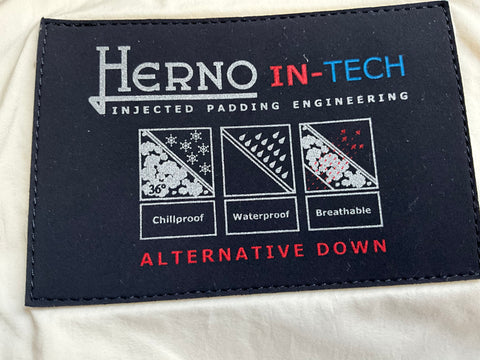 HERNO IN-TECH
INJECTED PADDING ENGINEERING
36°
Chillproof Waterproof Breathable
ALTERNATIVE DOWN